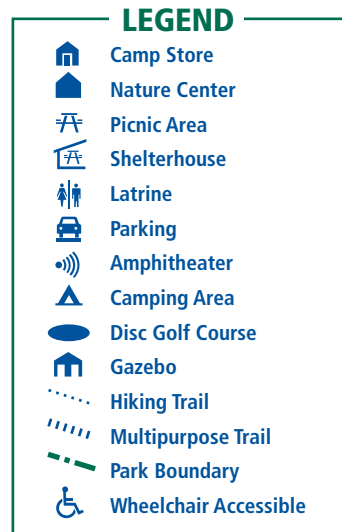 LEGEND
Camp Store
Nature Center
Picnic Area
Shelterhouse
Latrine
Parking
Amphitheater
Camping Area
Disc Golf Course
Gazebo
Hiking Trail
Multipurpose Trail
Park Boundary
Wheelchair Accessible